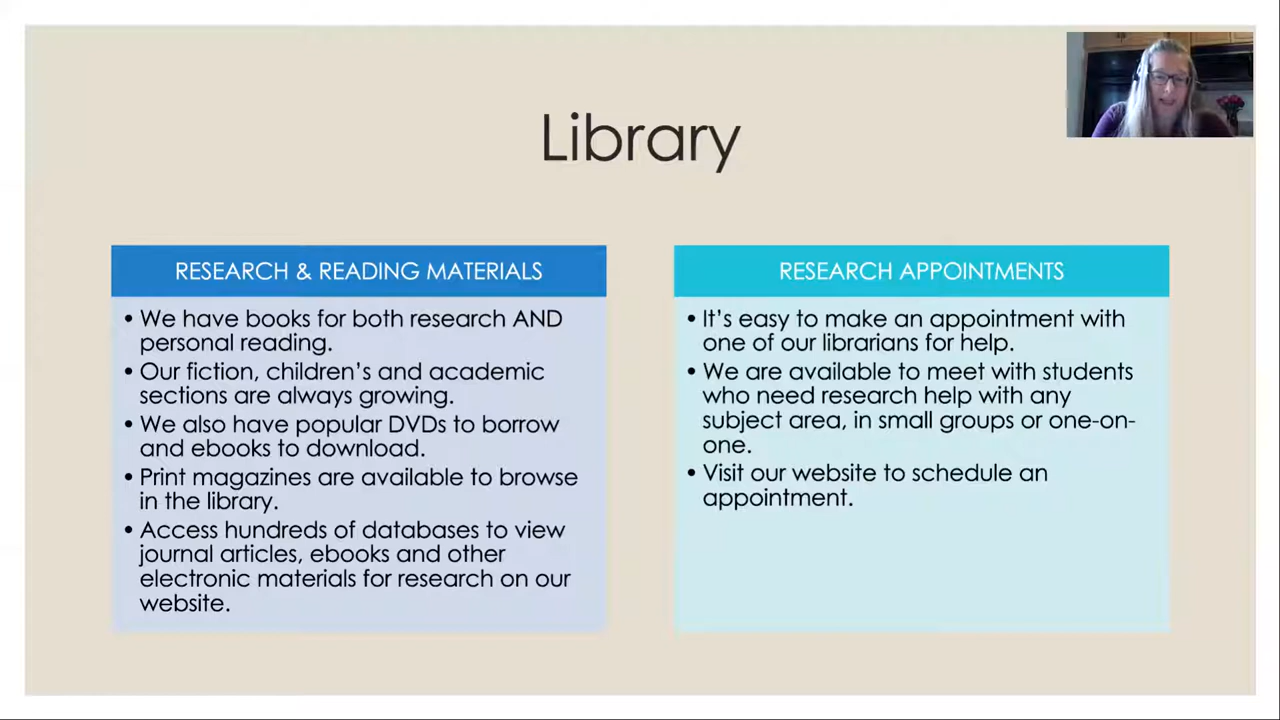 Library
RESEARCH & READING MATERIALS
• We have books for both research AND
personal reading.
• Our fiction, children’s and academic
sections are always growing.
• We also have popular DVDs to borrow
and ebooks to download.
• Print magazines are available to browse
in the library.
• Access hundreds of databases to view
journal articles, ebooks and other
electronic materials for research on our
website.
RESEARCH APPOINTMENTS
• It’s easy to make an appointment with
one of our librarians for help.
• We are available to meet with students
who need research help with any
subject area, in small groups or one-on-
one.
• Visit our website to schedule an
appointment.